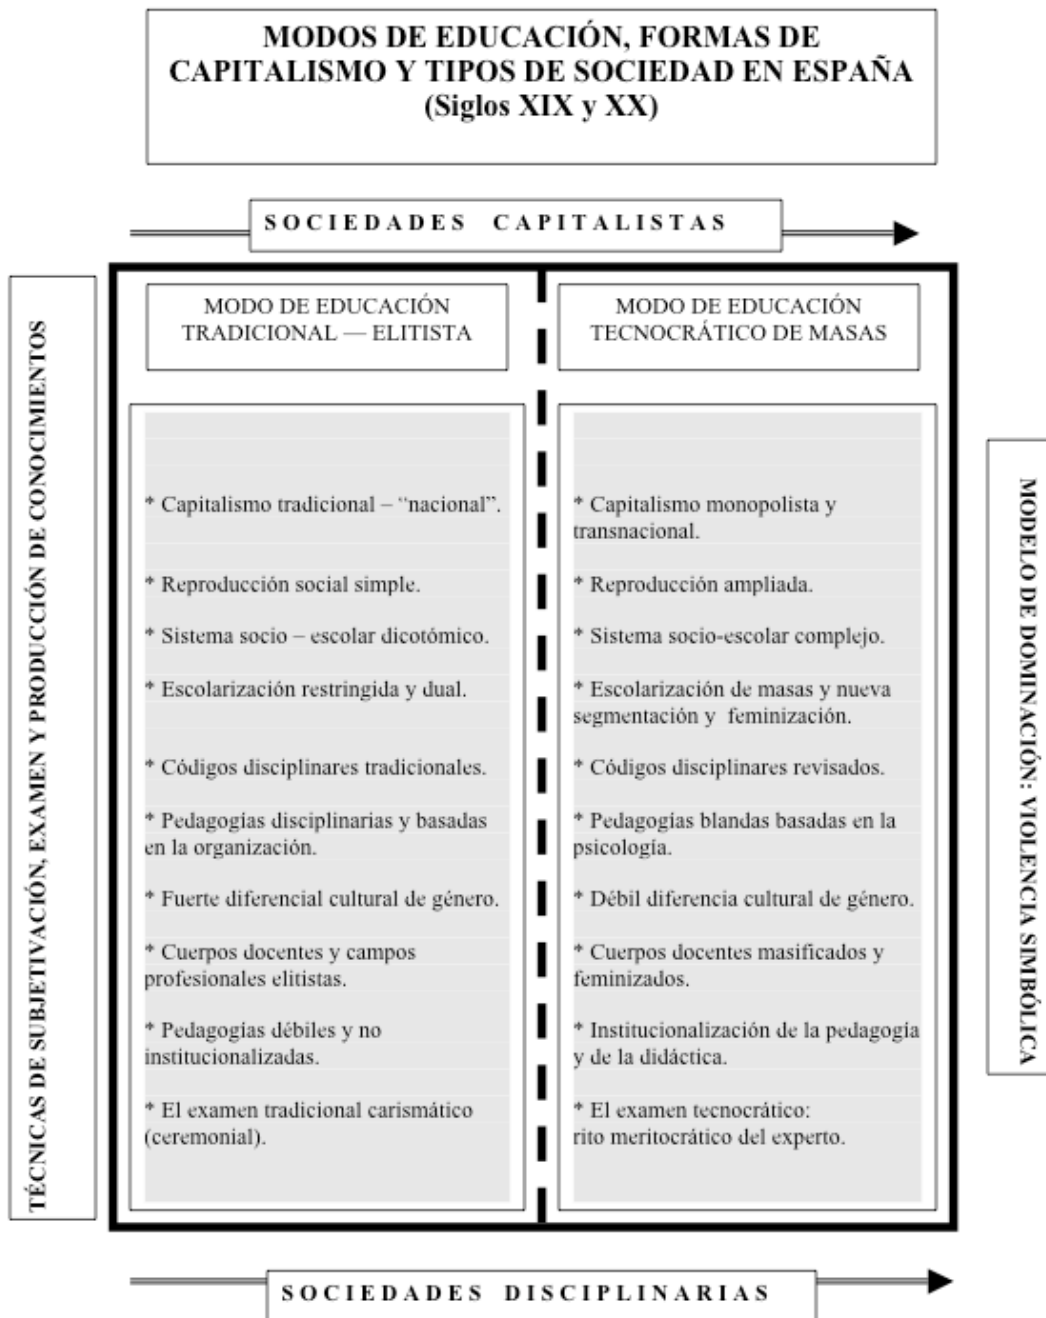 MODOS DE EDUCACIÓN, FORMAS DE
CAPITALISMO Y TIPOS DE SOCIEDAD EN ESPAÑA
(Siglos XIX y XX)
SOCIEDADES CAPITALISTAS
TÉCNICAS DE SUBJETIVACIÓN, EXAMEN Y PRODUCCIÓN DE CONOCIMIENTOS
MODO DE EDUCACIÓN
TRADICIONAL — ELITISTA
* Capitalismo tradicional – “nacional”.
* Reproducción social simple.
* Sistema socio – escolar dicotómico.
* Escolarización restringida y dual.
* Códigos disciplinares tradicionales.
* Pedagogías disciplinarias y basadas
en la organización.
* Fuerte diferencial cultural de género.
* Cuerpos docentes y campos
profesionales elitistas.
* Pedagogías débiles y no
institucionalizadas.
* El examen tradicional carismático
(ceremonial).
MODO DE EDUCACIÓN
TECNOCRÁTICO DE MASAS
* Capitalismo monopolista y
transnacional.
* Reproducción ampliada.
* Sistema socio-escolar complejo.
* Escolarización de masas y nueva
segmentación y feminización.
* Códigos disciplinares revisados.
* Pedagogías blandas basadas en la
psicología.
* Débil diferencia cultural de género.
* Cuerpos docentes masificados y
feminizados.
* Institucionalización de la pedagogía
y de la didáctica.
* El examen tecnocrático:
rito meritocrático del experto.
MODELO DE DOMINACIÓN: VIOLENCIA SIMBÓLICA
SOCIEDADES DISCIPLINARIAS